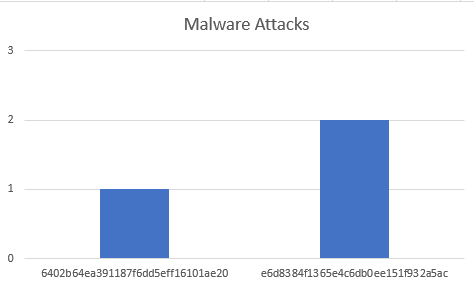 Malware Attacks
3
2
1
0
6402b64ea391187f6dd5eff16101ae20 e6d8384f1365e4c6db0ee151f932a5ac